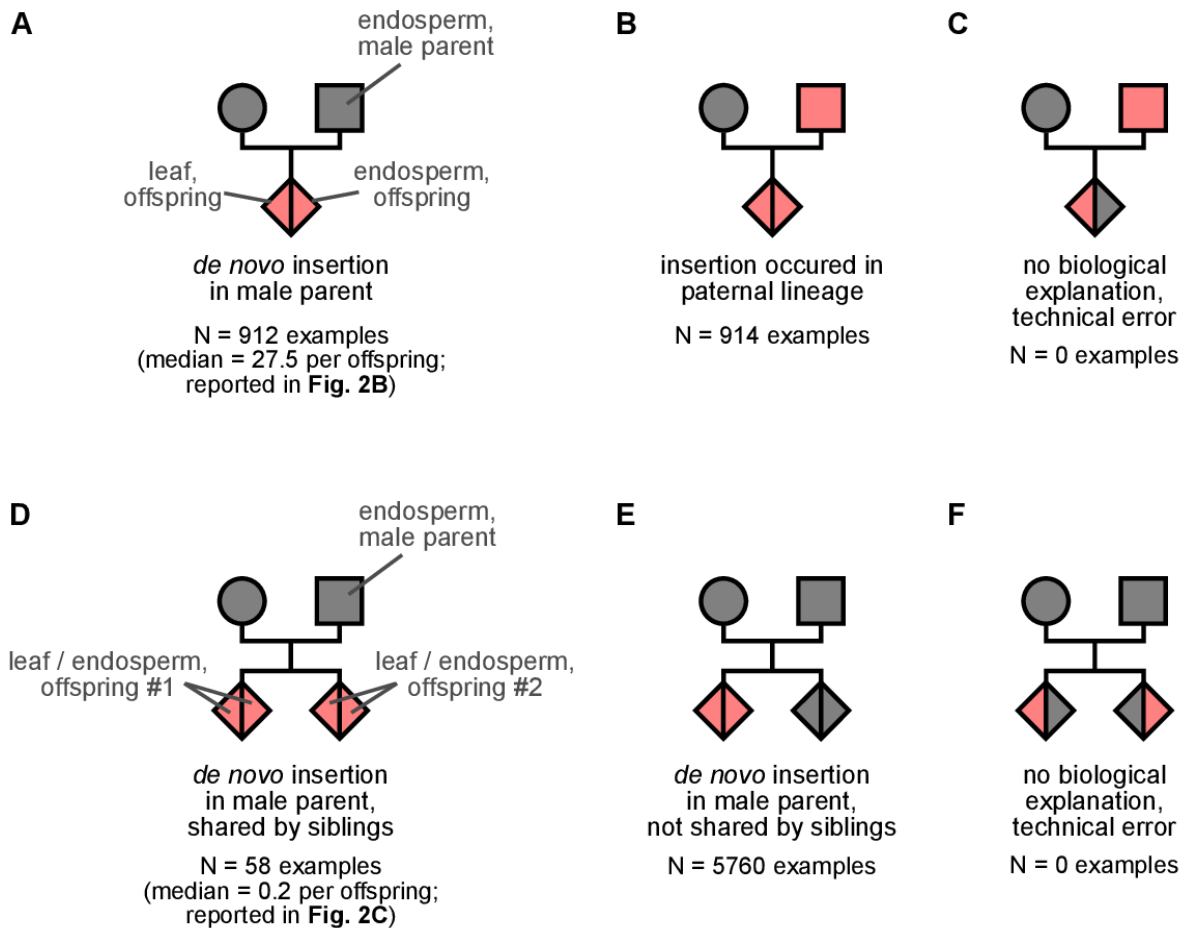 A
endosperm,
male parent
leaf,
offspring
endosperm,
offspring
de novo insertion
in male parent
N = 912 examples
(median = 27.5 per offspring;
reported in Fig. 2B)
B
insertion occured in
paternal lineage
N = 914 examples
C
no biological
explanation,
technical error
N = 0 examples
D
endosperm,
male parent
leaf / endosperm,
offspring #1
leaf / endosperm,
offspring #2
de novo insertion
in male parent,
shared by siblings
N = 58 examples
(median = 0.2 per offspring;
reported in Fig. 2C)
E
de novo insertion
in male parent,
not shared by siblings
N = 5760 examples
F
no biological
explanation,
technical error
N = 0 examples